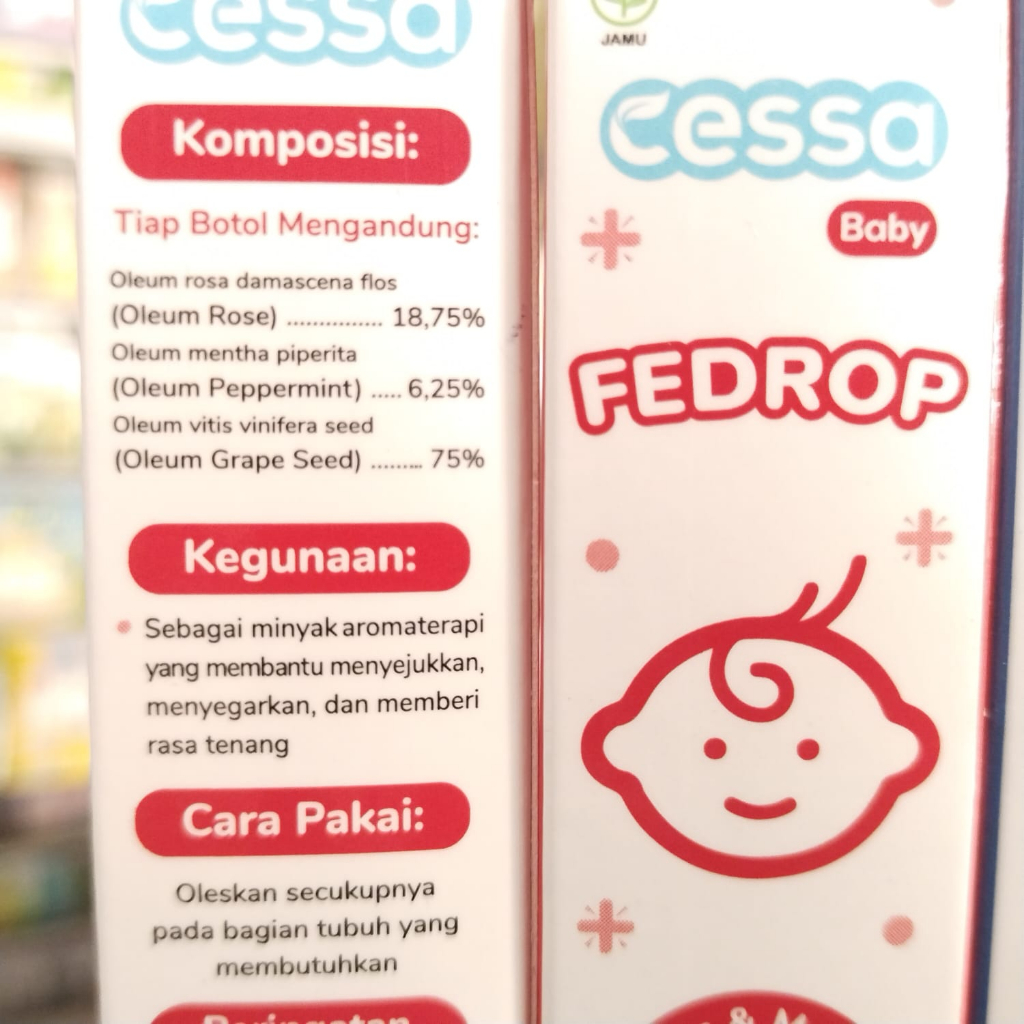 cessa
Komposisi:
Tiap Botol Mengandung:
Oleum rosa damascena flos
(Oleum Rose) ............... 18,75%
Oleum mentha piperita
(Oleum Peppermint) ..... 6,25%
Oleum vitis vinifera seed
(Oleum Grape Seed) ......... 75%
Kegunaan:
Sebagai minyak aromaterapi
yang membantu menyejukkan,
menyegarkan, dan memberi
rasa tenang
Cara Pakai:
Oleskan secukupnya
pada bagian tubuh yang
membutuhkan
Peringatan
JAMU
cessa
Baby
FEDROP
&